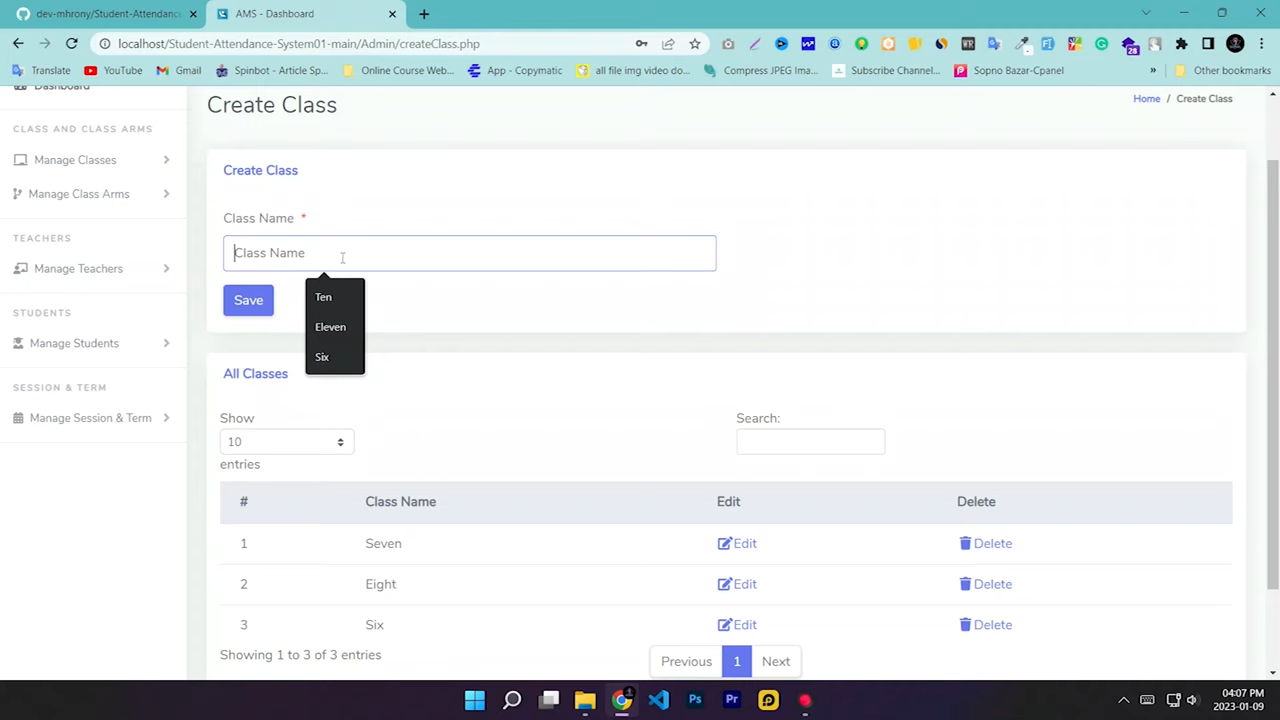 dev-mhrony/Student-Attendance
AMS - Dashboard
localhost/Student-Attendance-System01-main/Admin/createClass.php
28
Translate
YouTube
Gmail
Spinbot - Article Sp...
Online Course Web...
App - Copymatic
all file img video do...
Compress JPEG Ima...
Subscribe Channel...
Sopno Bazar-Cpanel
»
Other bookmarks
Dashboard
CLASS AND CLASS ARMS
Manage Classes
Manage Class Arms
TEACHERS
Manage Teachers
STUDENTS
Manage Students
SESSION & TERM
Manage Session & Term
Create Class
Home / Create Class
Create Class
Class Name *
Class Name
Save
Ten
Eleven
Six
All Classes
Show
10
entries
Search:
# Class Name Edit Delete
1 Seven Edit Delete
2 Eight Edit Delete
3 Six Edit Delete
Showing 1 to 3 of 3 entries
Previous 1 Next
Ps
Pr
04:07 PM
2023-01-09